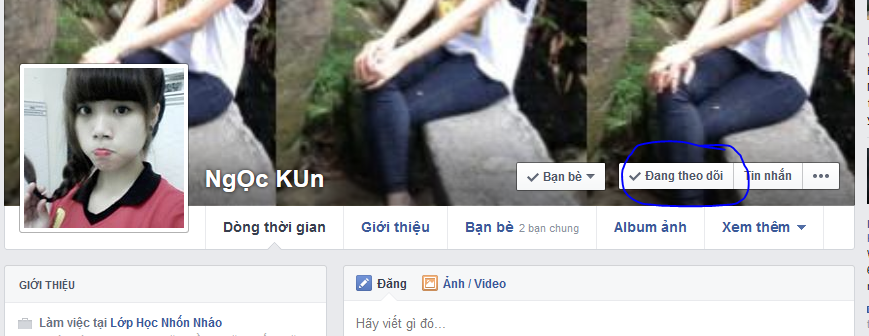 NgỌc KUn
Bạn bè
Đang theo dõi
Tin nhắn
Dòng thời gian
Giới thiệu
Bạn bè 2 bạn chung
Album ảnh
Xem thêm
GIỚI THIỆU
Đăng
Ảnh / Video
Làm việc tại Lớp Học Nhốn Nháo
Hãy viết gì đó...